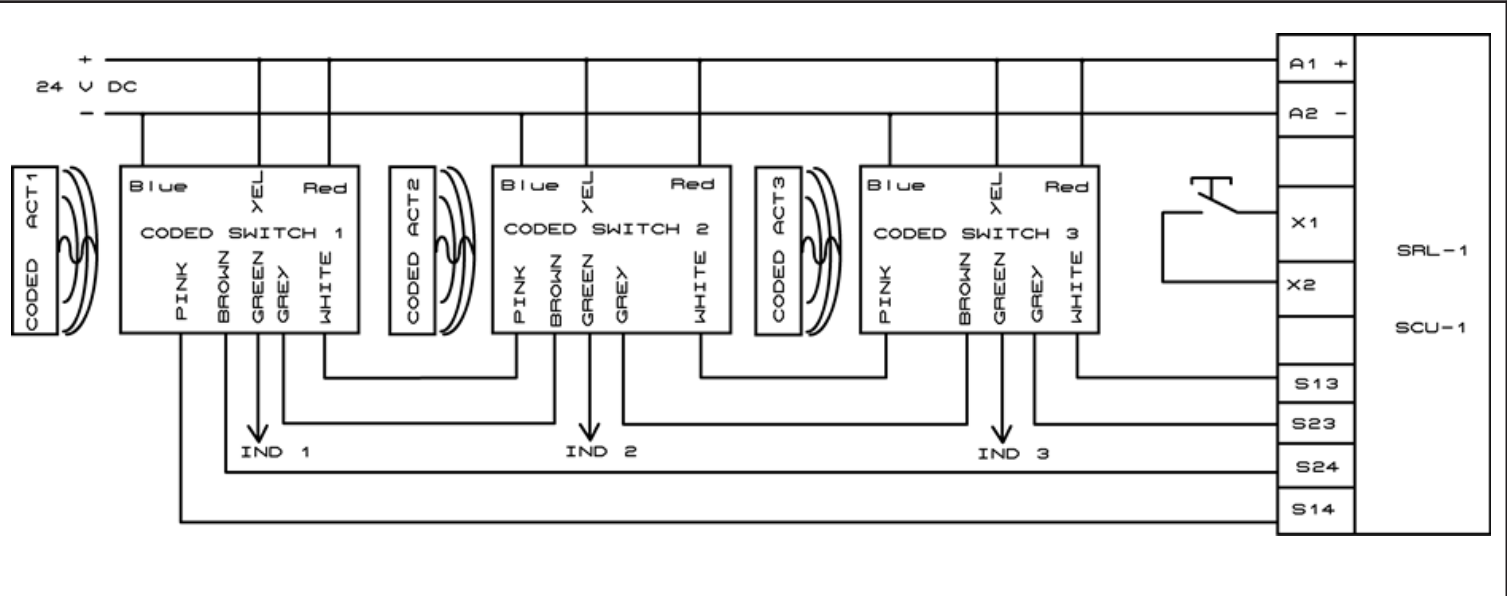 +
24 V DC
-
A1 +
A2 -
X1
X2
S13
S23
S24
S14
SRL-1
SCU-1
CODED ACT1
Blue YEL Red
CODED SWITCH 1
PINK BROWN GREEN GREY WHITE
IND 1
CODED ACT2
Blue YEL Red
CODED SWITCH 2
PINK BROWN GREEN GREY WHITE
IND 2
CODED ACT3
Blue YEL Red
CODED SWITCH 3
PINK BROWN GREEN GREY WHITE
IND 3